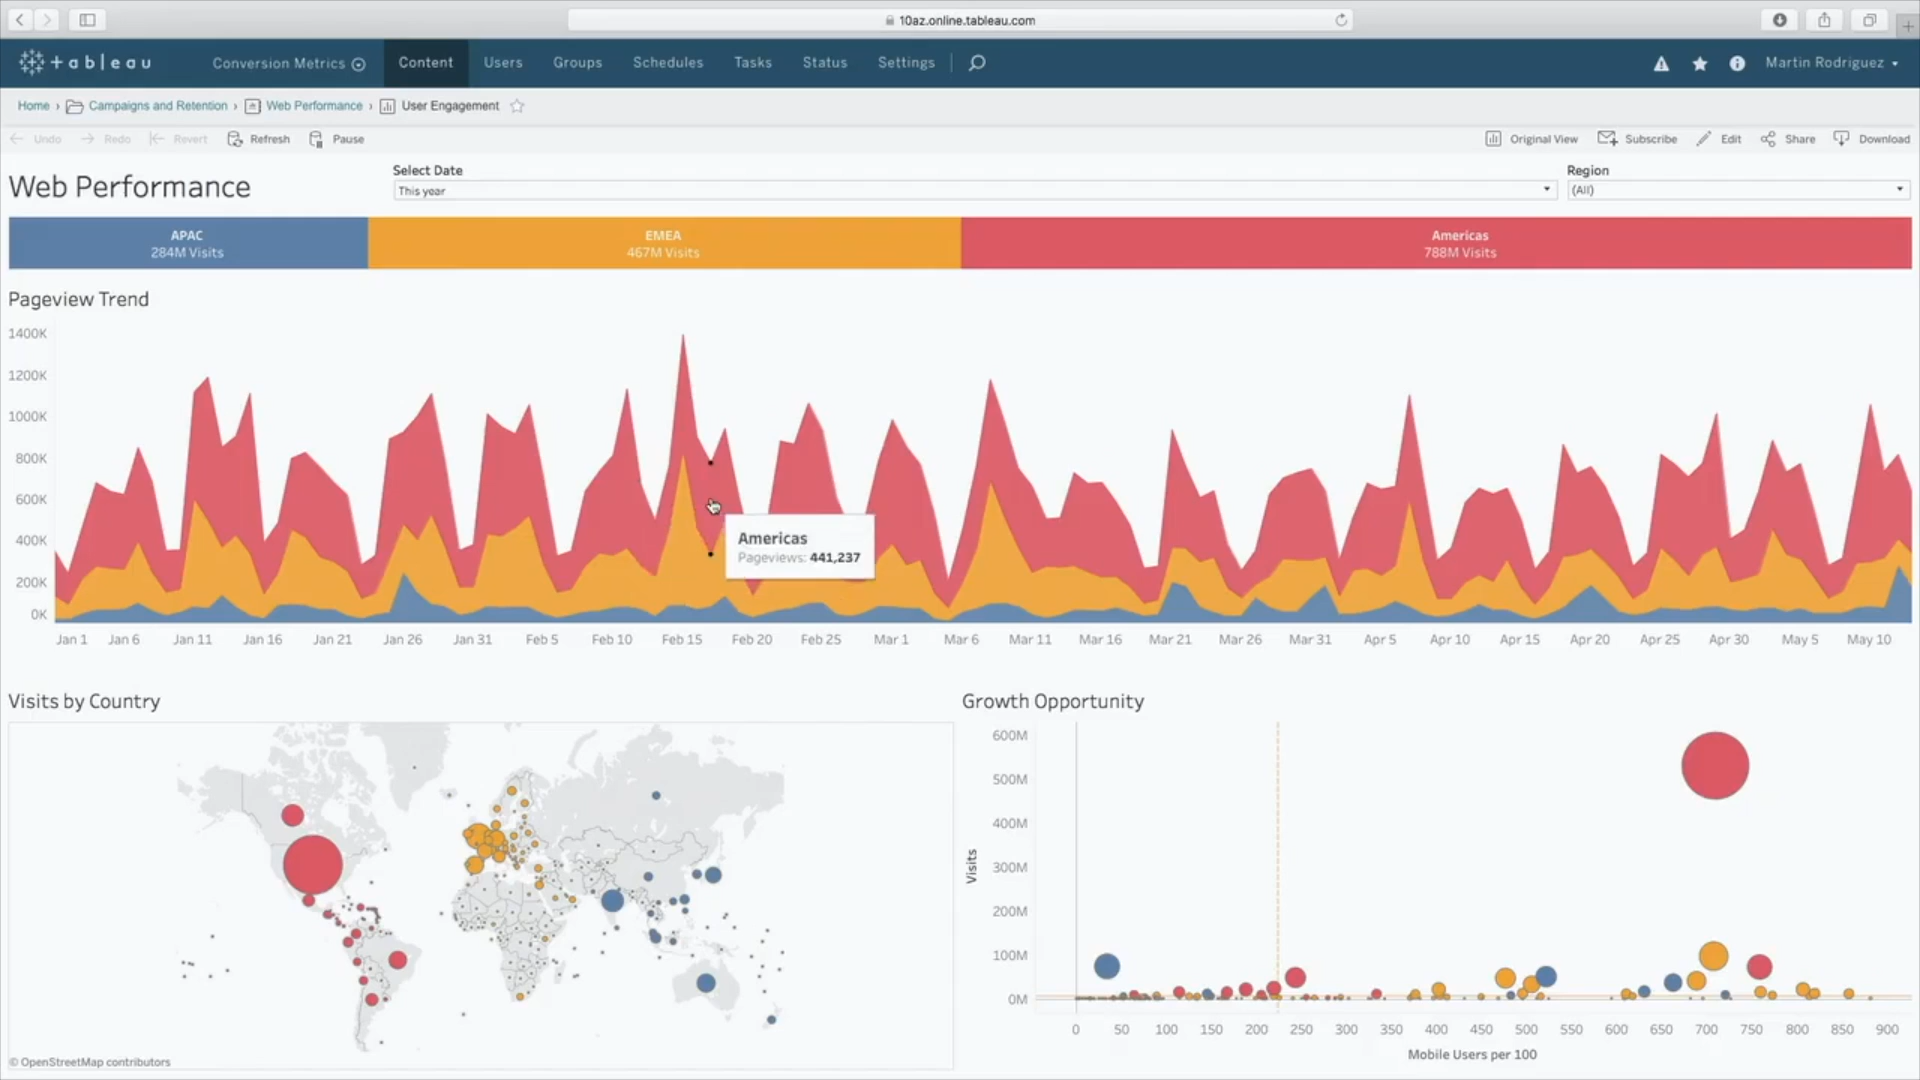 10az.online.tableau.com
+ableau
Conversion Metrics
Content
Users
Groups
Schedules
Tasks
Status
Settings
Martin Rodriguez
Home › Campaigns and Retention › Web Performance › User Engagement
Undo
Redo
Revert
Refresh
Pause
Original View
Subscribe
Edit
Share
Download
Web Performance
Select Date
This year
Region
(All)
APAC
284M Visits
EMEA
467M Visits
Americas
788M Visits
Pageview Trend
1400K
1200K
1000K
800K
600K
400K
200K
0K
Americas
Pageviews: 441,237
Jan 1 Jan 6 Jan 11 Jan 16 Jan 21 Jan 26 Jan 31 Feb 5 Feb 10 Feb 15 Feb 20 Feb 25 Mar 1 Mar 6 Mar 11 Mar 16 Mar 21 Mar 26 Mar 31 Apr 5 Apr 10 Apr 15 Apr 20 Apr 25 Apr 30 May 5 May 10
Visits by Country
© OpenStreetMap contributors
Growth Opportunity
600M
500M
400M
300M
200M
100M
0M
Visits
0 50 100 150 200 250 300 350 400 450 500 550 600 650 700 750 800 850 900
Mobile Users per 100